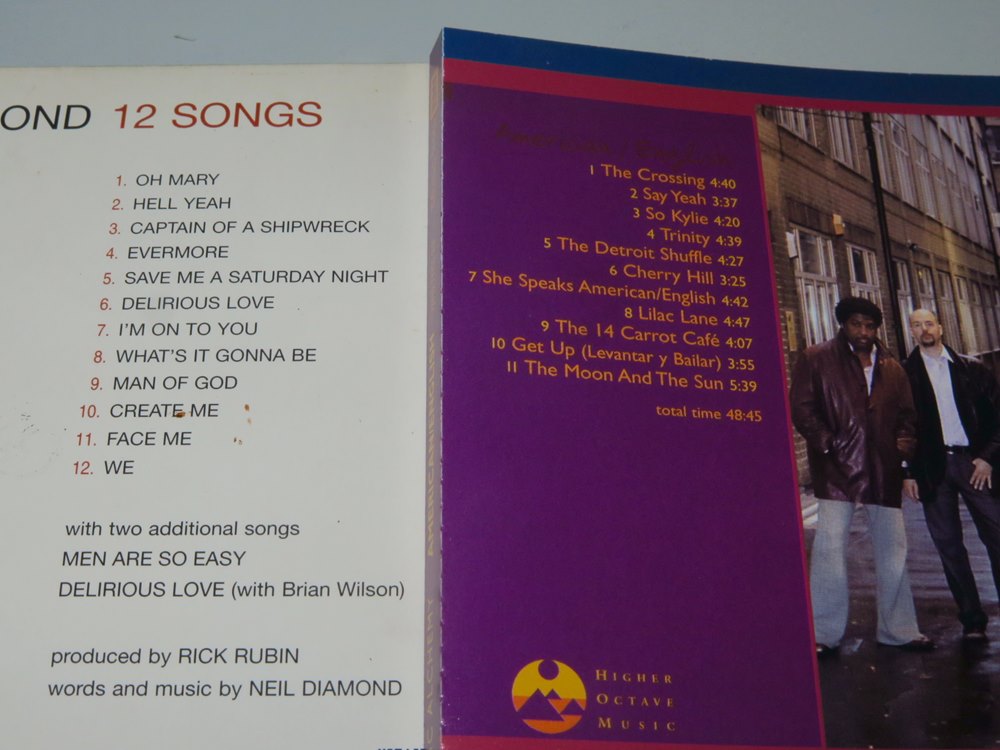 OND 12 SONGS
1. OH MARY
2. HELL YEAH
3. CAPTAIN OF A SHIPWRECK
4. EVERMORE
5. SAVE ME A SATURDAY NIGHT
6. DELIRIOUS LOVE
7. I'M ON TO YOU
8. WHAT'S IT GONNA BE
9. MAN OF GOD
10. CREATE ME
11. FACE ME
12. WE
with two additional songs
MEN ARE SO EASY
DELIRIOUS LOVE (with Brian Wilson)
produced by RICK RUBIN
words and music by NEIL DIAMOND
American / English
1 The Crossing 4:40
2 Say Yeah 3:37
3 So Kylie 4:20
4 Trinity 4:39
5 The Detroit Shuffle 4:27
6 Cherry Hill 3:25
7 She Speaks American/English 4:42
8 Lilac Lane 4:47
9 The 14 Carrot Café 4:07
10 Get Up (Levantar y Bailar) 3:55
11 The Moon And The Sun 5:39
total time 48:45
HIGHER
OCTAVE
MUSIC